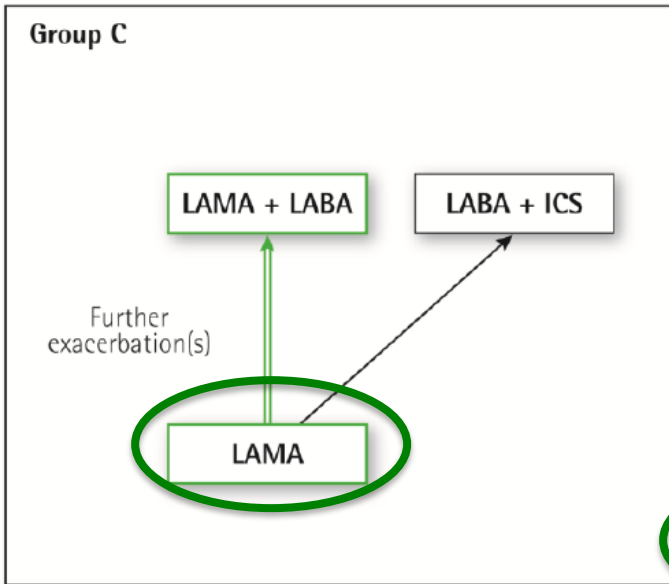 Group C
LAMA + LABA
LABA + ICS
Further
exacerbation(s)
LAMA